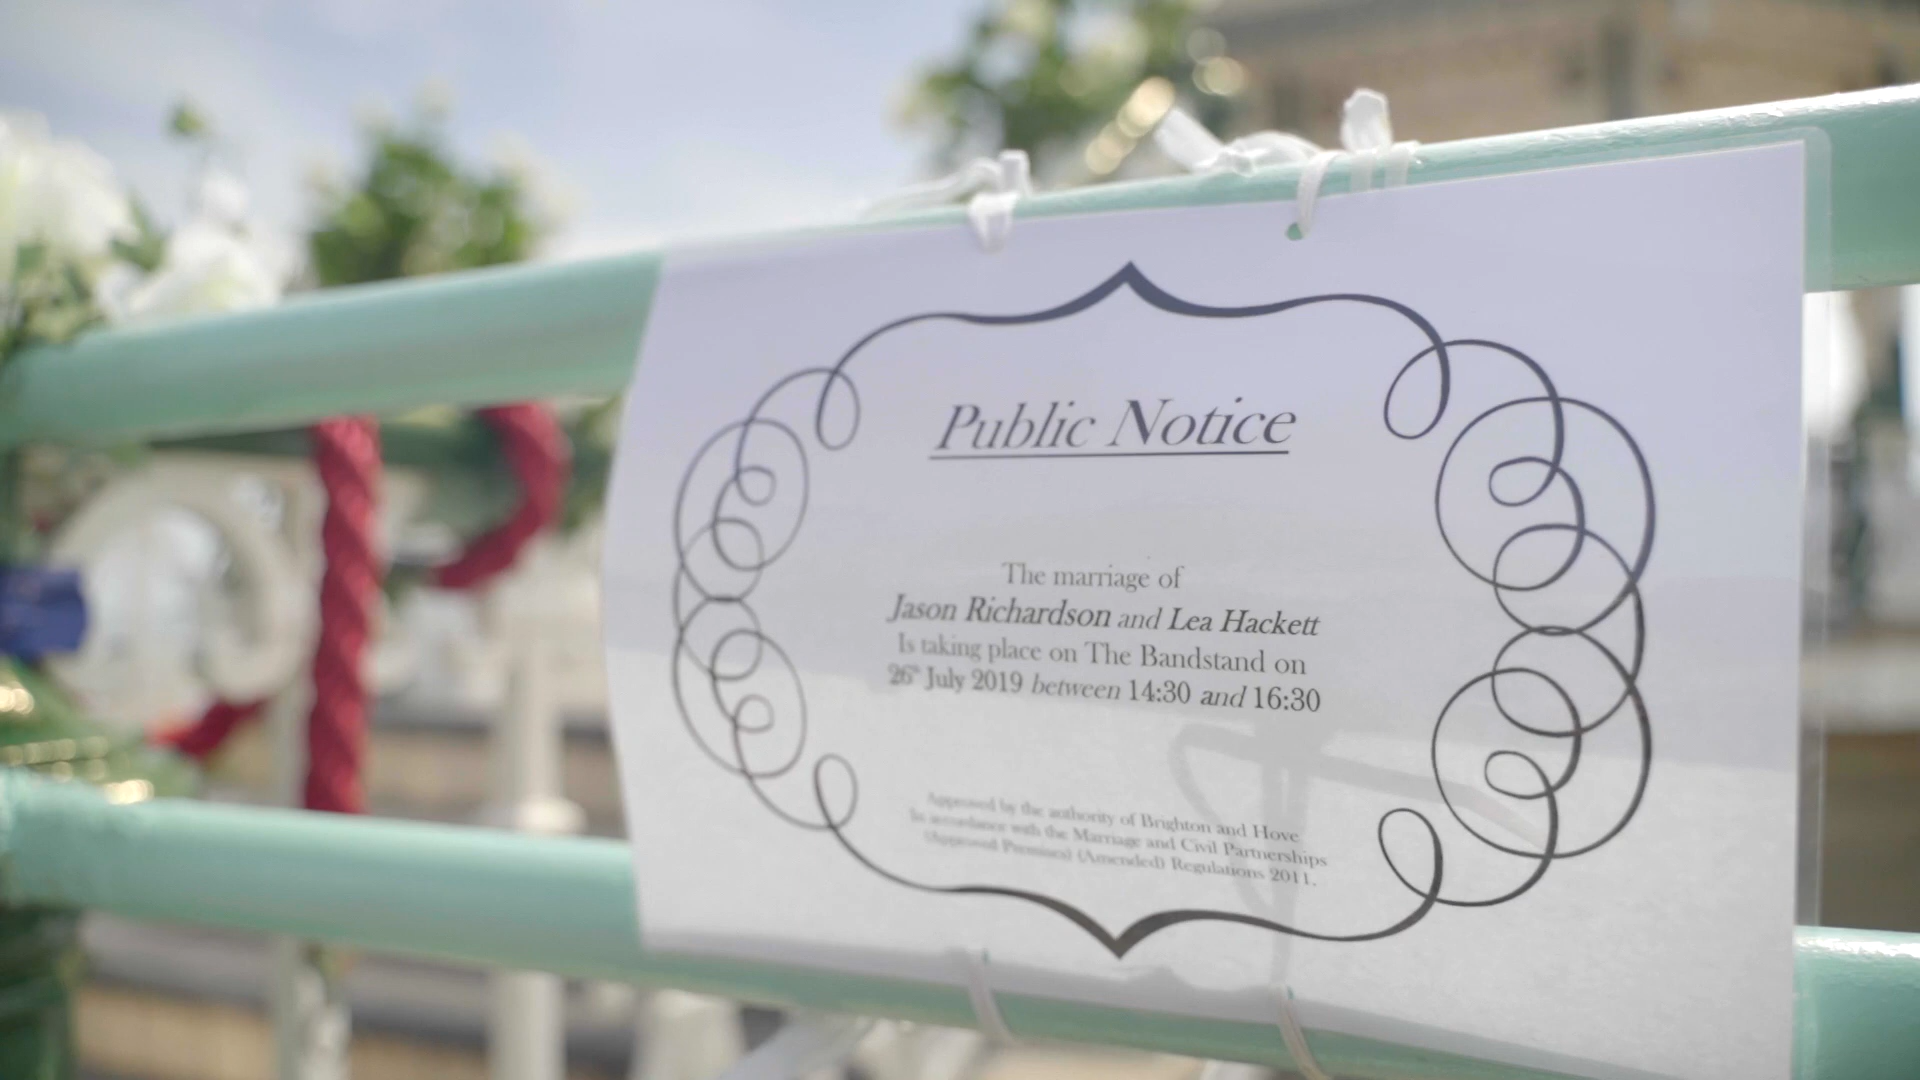 Public Notice
The marriage of
Jason Richardson and Lea Hackett
Is taking place on The Bandstand on
26th July 2019 between 14:30 and 16:30
Approved by the authority of Brighton and Hove
In accordance with the Marriage and Civil Partnerships
(Approved Premises) (Amended) Regulations 2011.